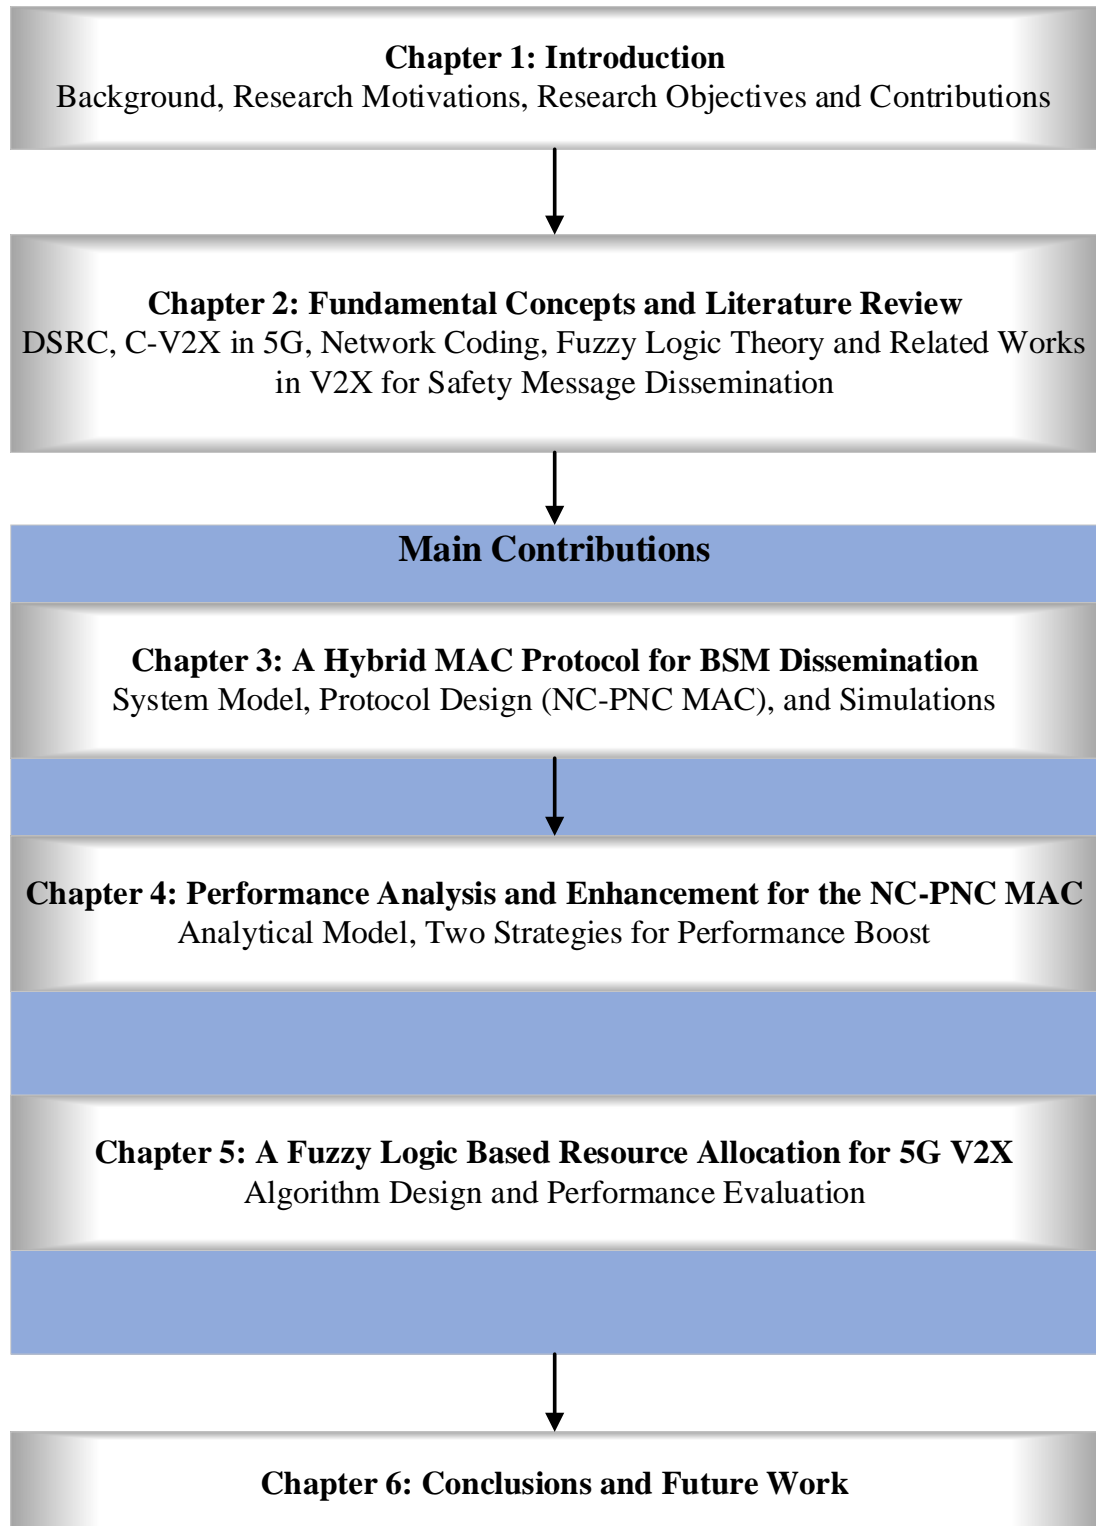 Chapter 1: Introduction
Background, Research Motivations, Research Objectives and Contributions
Chapter 2: Fundamental Concepts and Literature Review
DSRC, C-V2X in 5G, Network Coding, Fuzzy Logic Theory and Related Works
in V2X for Safety Message Dissemination
Main Contributions
Chapter 3: A Hybrid MAC Protocol for BSM Dissemination
System Model, Protocol Design (NC-PNC MAC), and Simulations
Chapter 4: Performance Analysis and Enhancement for the NC-PNC MAC
Analytical Model, Two Strategies for Performance Boost
Chapter 5: A Fuzzy Logic Based Resource Allocation for 5G V2X
Algorithm Design and Performance Evaluation
Chapter 6: Conclusions and Future Work